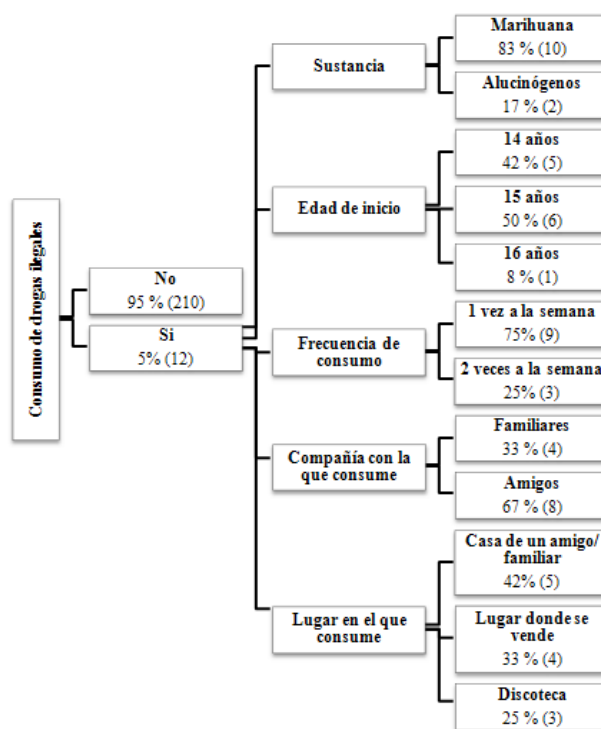 Consumo de drogas ilegales
No
95 % (210)
Si
5% (12)
Sustancia
Marihuana
83 % (10)
Alucinógenos
17 % (2)
Edad de inicio
14 años
42 % (5)
15 años
50 % (6)
16 años
8 % (1)
Frecuencia de
consumo
1 vez a la semana
75% (9)
2 veces a la semana
25% (3)
Compañía con la
que consume
Familiares
33 % (4)
Amigos
67 % (8)
Lugar en el que
consume
Casa de un amigo/
familiar
42% (5)
Lugar donde se
vende
33 % (4)
Discoteca
25 % (3)